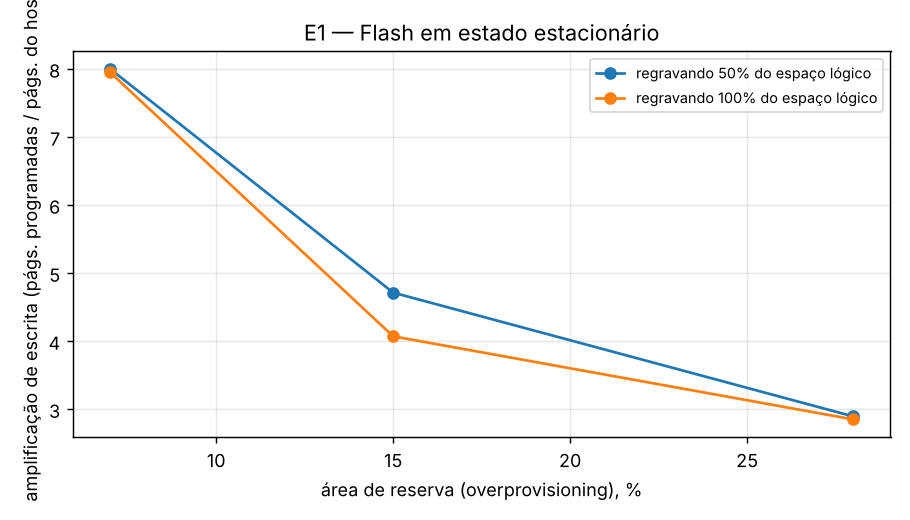 E1 — Flash em estado estacionário
regravando 50% do espaço lógico
regravando 100% do espaço lógico
amplificação de escrita (págs. programadas / págs. do hos
8
7
6
5
4
3
10 15 20 25
área de reserva (overprovisioning), %